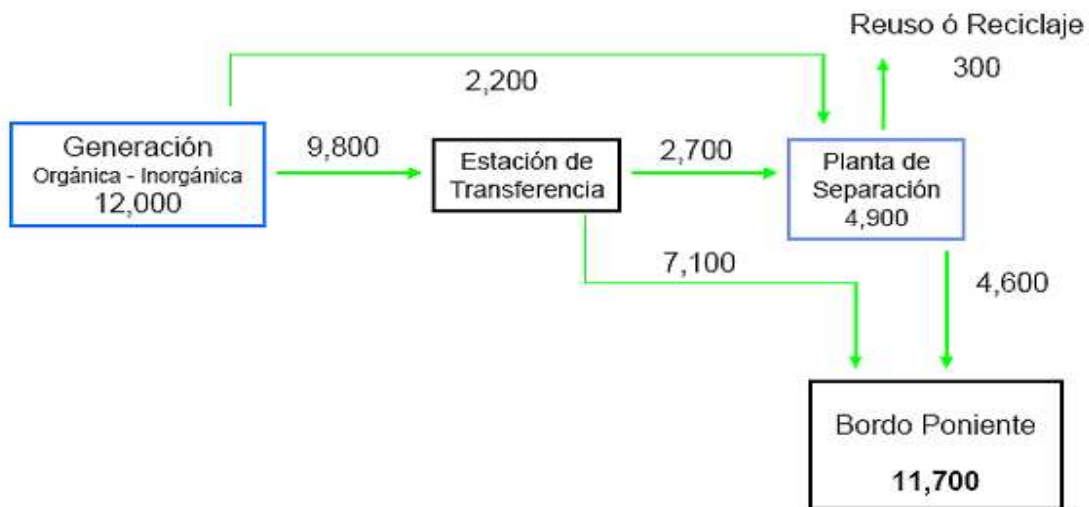 Reuso ó Reciclaje
300
2,200
Generación
Orgánica - Inorgánica
12,000
9,800
Estación de
Transferencia
2,700
Planta de
Separación
4,900
7,100
4,600
Bordo Poniente
11,700